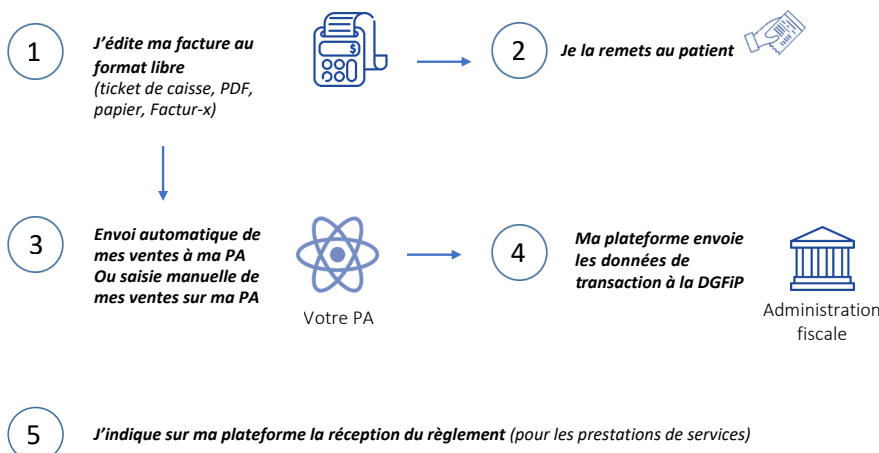 1
J’édite ma facture au
format libre
(ticket de caisse, PDF,
papier, Factur-x)
$
2
Je la remets au patient
3
Envoi automatique de
mes ventes à ma PA
Ou saisie manuelle de
mes ventes sur ma PA
Votre PA
4
Ma plateforme envoie
les données de
transaction à la DGFiP
Administration
fiscale
5
J’indique sur ma plateforme la réception du règlement (pour les prestations de services)